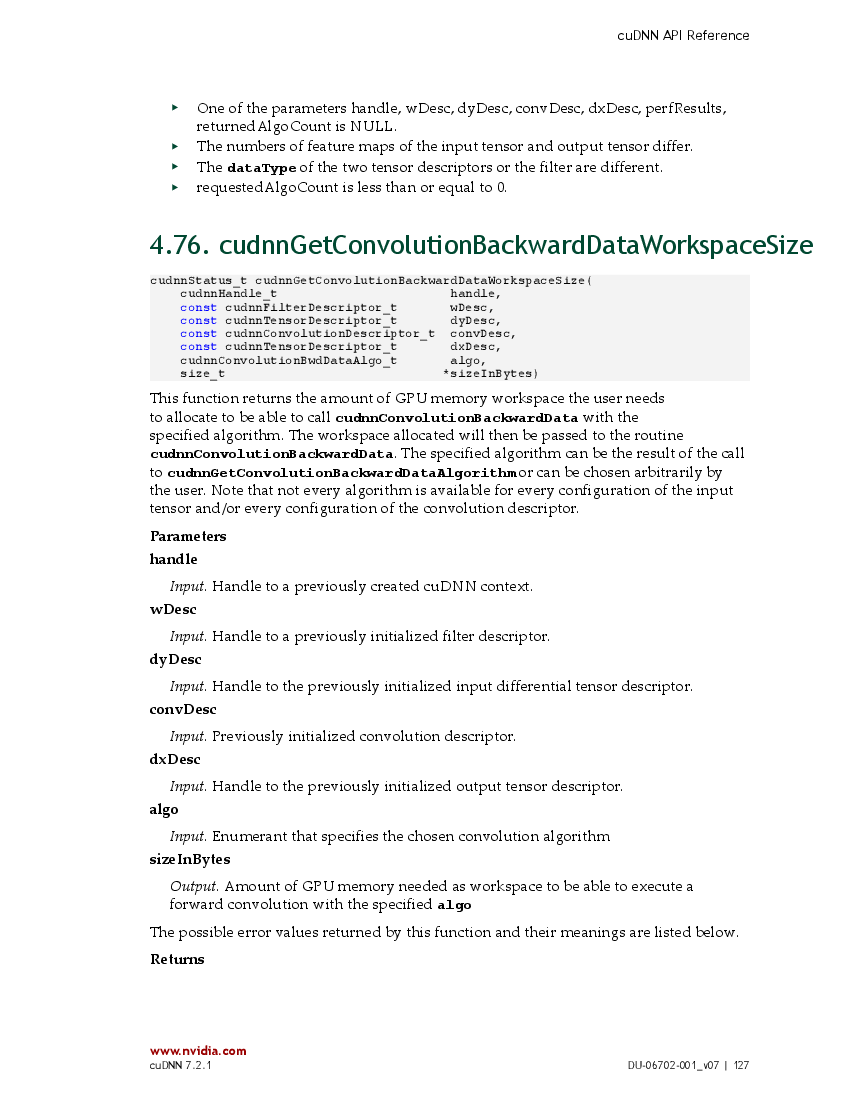 cuDNN API Reference
▸ One of the parameters handle, wDesc, dyDesc, convDesc, dxDesc, perfResults,
returnedAlgoCount is NULL.
▸ The numbers of feature maps of the input tensor and output tensor differ.
▸ The dataType of the two tensor descriptors or the filter are different.
▸ requestedAlgoCount is less than or equal to 0.
4.76. cudnnGetConvolutionBackwardDataWorkspaceSize
cudnnStatus_t cudnnGetConvolutionBackwardDataWorkspaceSize(
cudnnHandle_t handle,
const cudnnFilterDescriptor_t wDesc,
const cudnnTensorDescriptor_t dyDesc,
const cudnnConvolutionDescriptor_t convDesc,
const cudnnTensorDescriptor_t dxDesc,
cudnnConvolutionBwdDataAlgo_t algo,
size_t *sizeInBytes)
This function returns the amount of GPU memory workspace the user needs
to allocate to be able to call cudnnConvolutionBackwardData with the
specified algorithm. The workspace allocated will then be passed to the routine
cudnnConvolutionBackwardData. The specified algorithm can be the result of the call
to cudnnGetConvolutionBackwardDataAlgorithm or can be chosen arbitrarily by
the user. Note that not every algorithm is available for every configuration of the input
tensor and/or every configuration of the convolution descriptor.
Parameters
handle
Input. Handle to a previously created cuDNN context.
wDesc
Input. Handle to a previously initialized filter descriptor.
dyDesc
Input. Handle to the previously initialized input differential tensor descriptor.
convDesc
Input. Previously initialized convolution descriptor.
dxDesc
Input. Handle to the previously initialized output tensor descriptor.
algo
Input. Enumerant that specifies the chosen convolution algorithm
sizeInBytes
Output. Amount of GPU memory needed as workspace to be able to execute a
forward convolution with the specified algo
The possible error values returned by this function and their meanings are listed below.
Returns
www.nvidia.com
cuDNN 7.2.1 DU-06702-001_v07 | 127